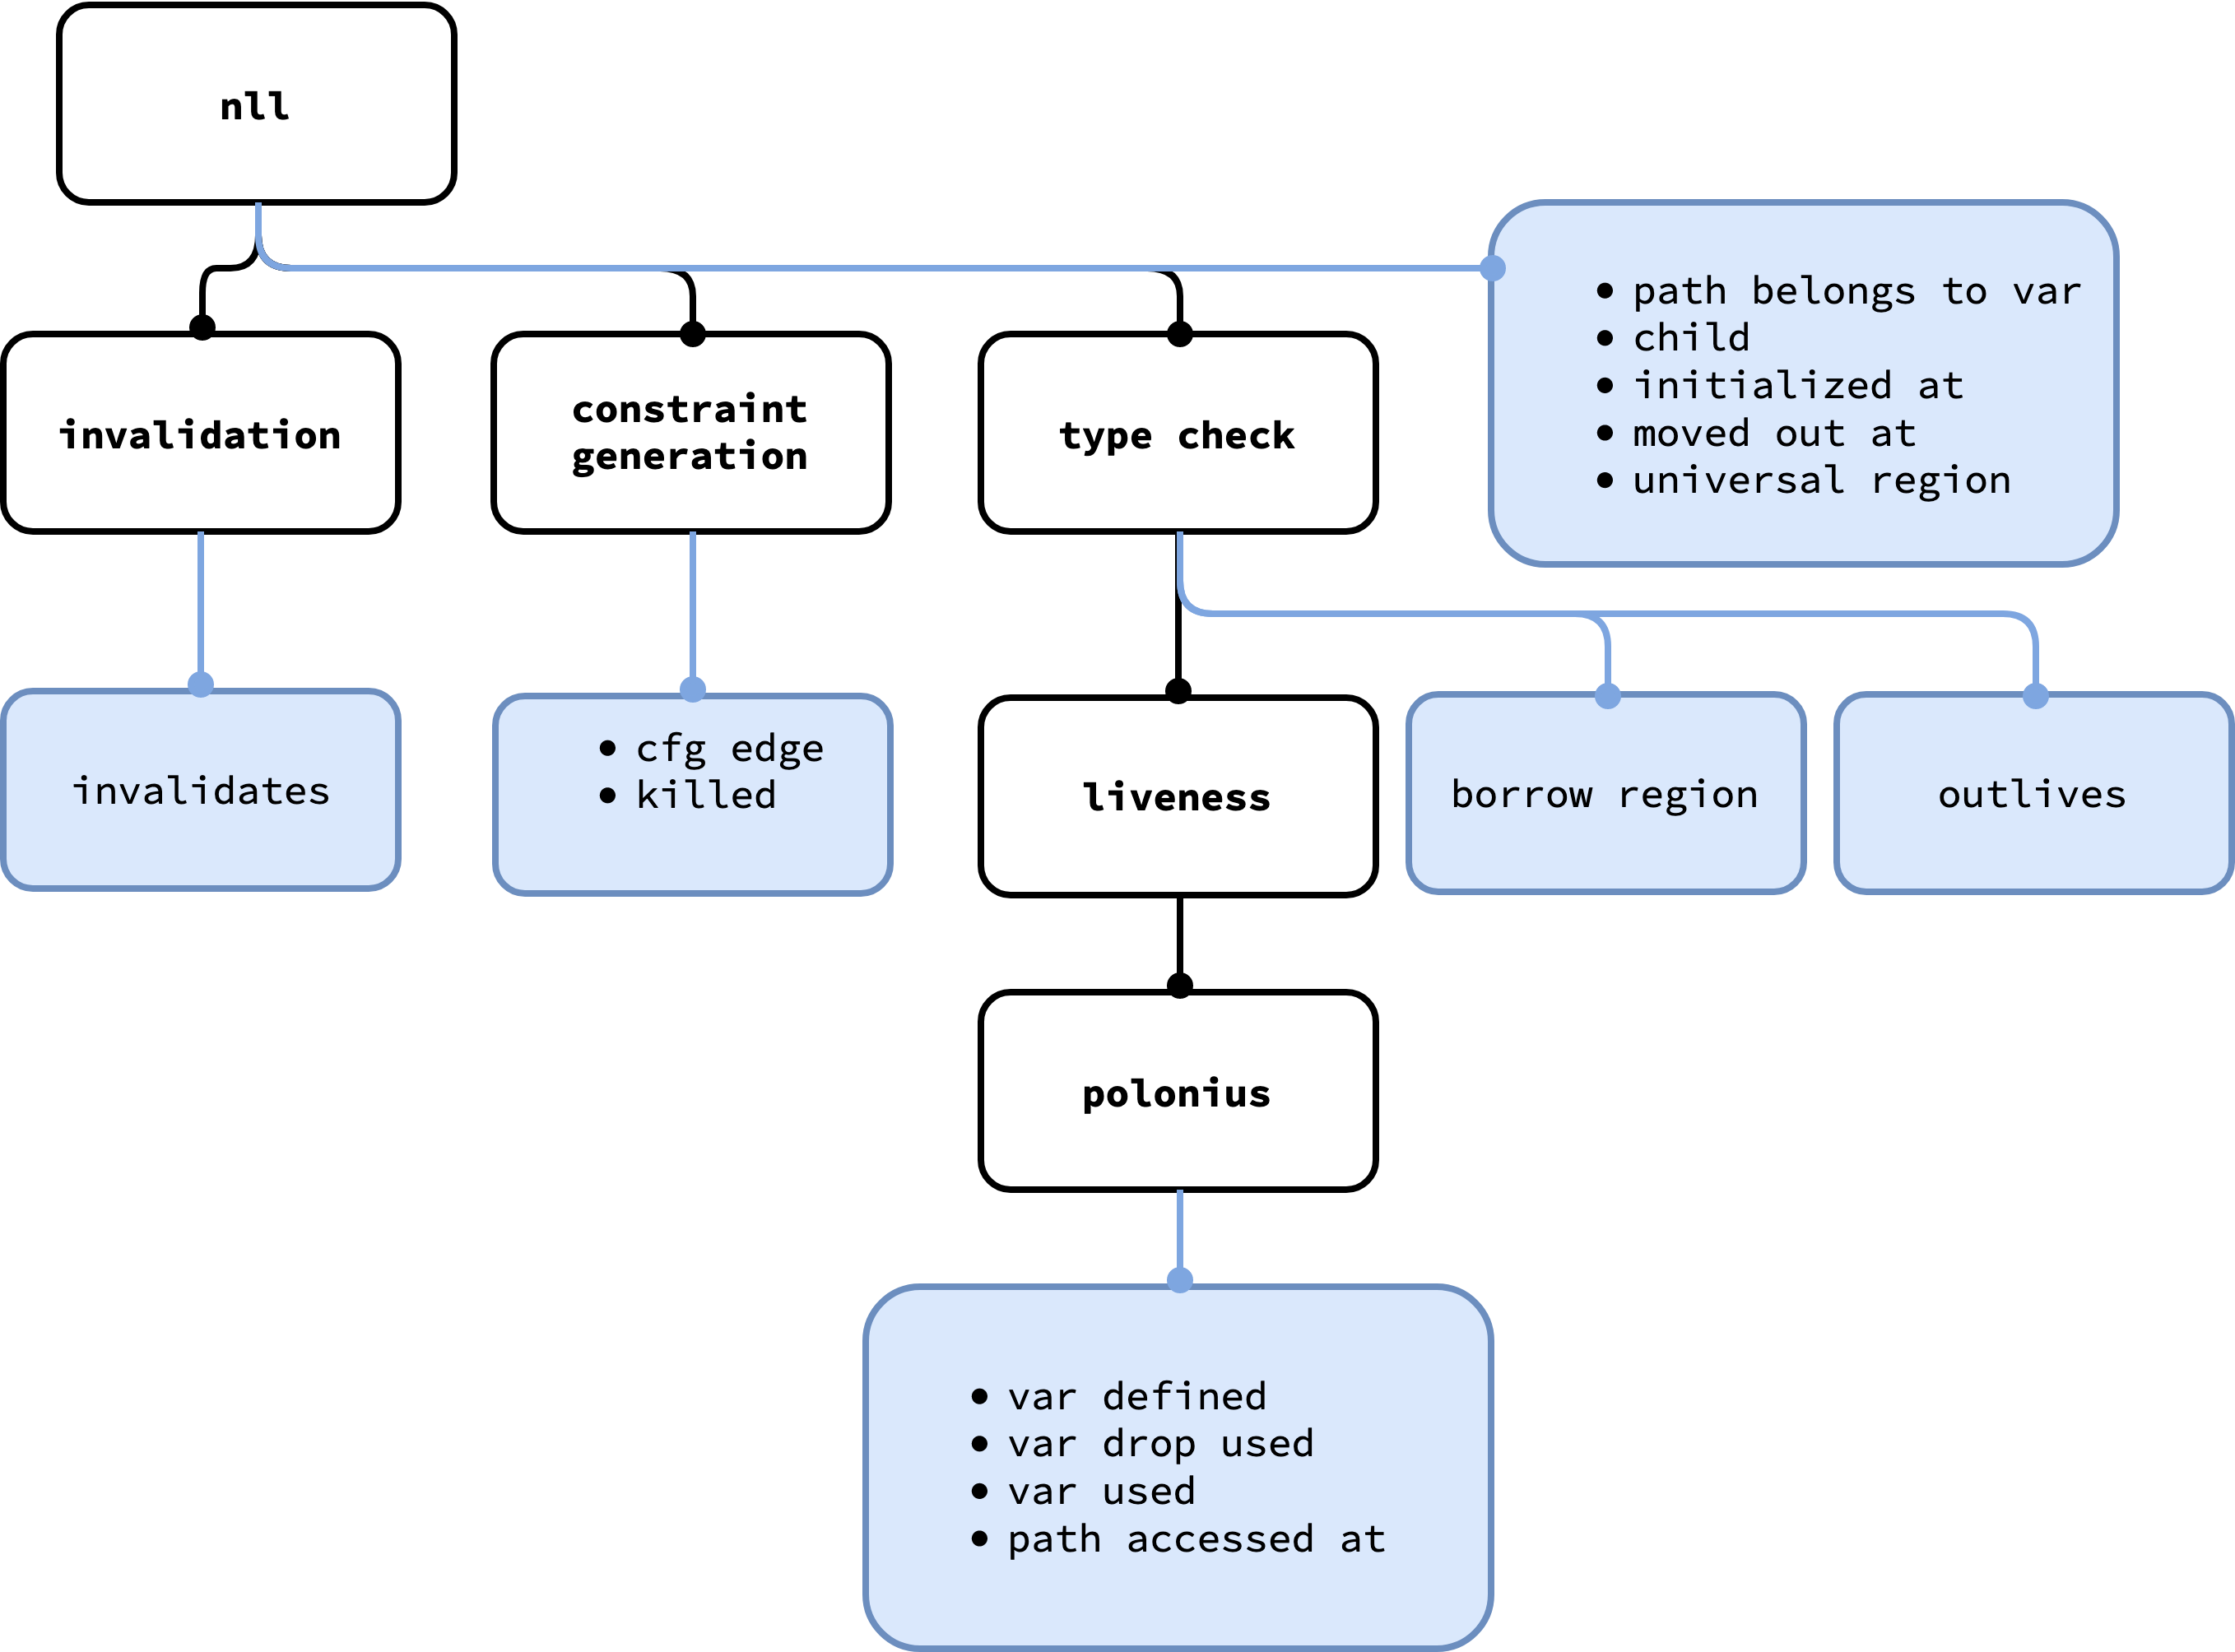 nll
• path belongs to var
• child
• initialized at
• moved out at
• universal region
invalidation
constraint
generation
type check
invalidates
• cfg edge
• killed
liveness
borrow region
outlives
polonius
• var defined
• var drop used
• var used
• path accessed at